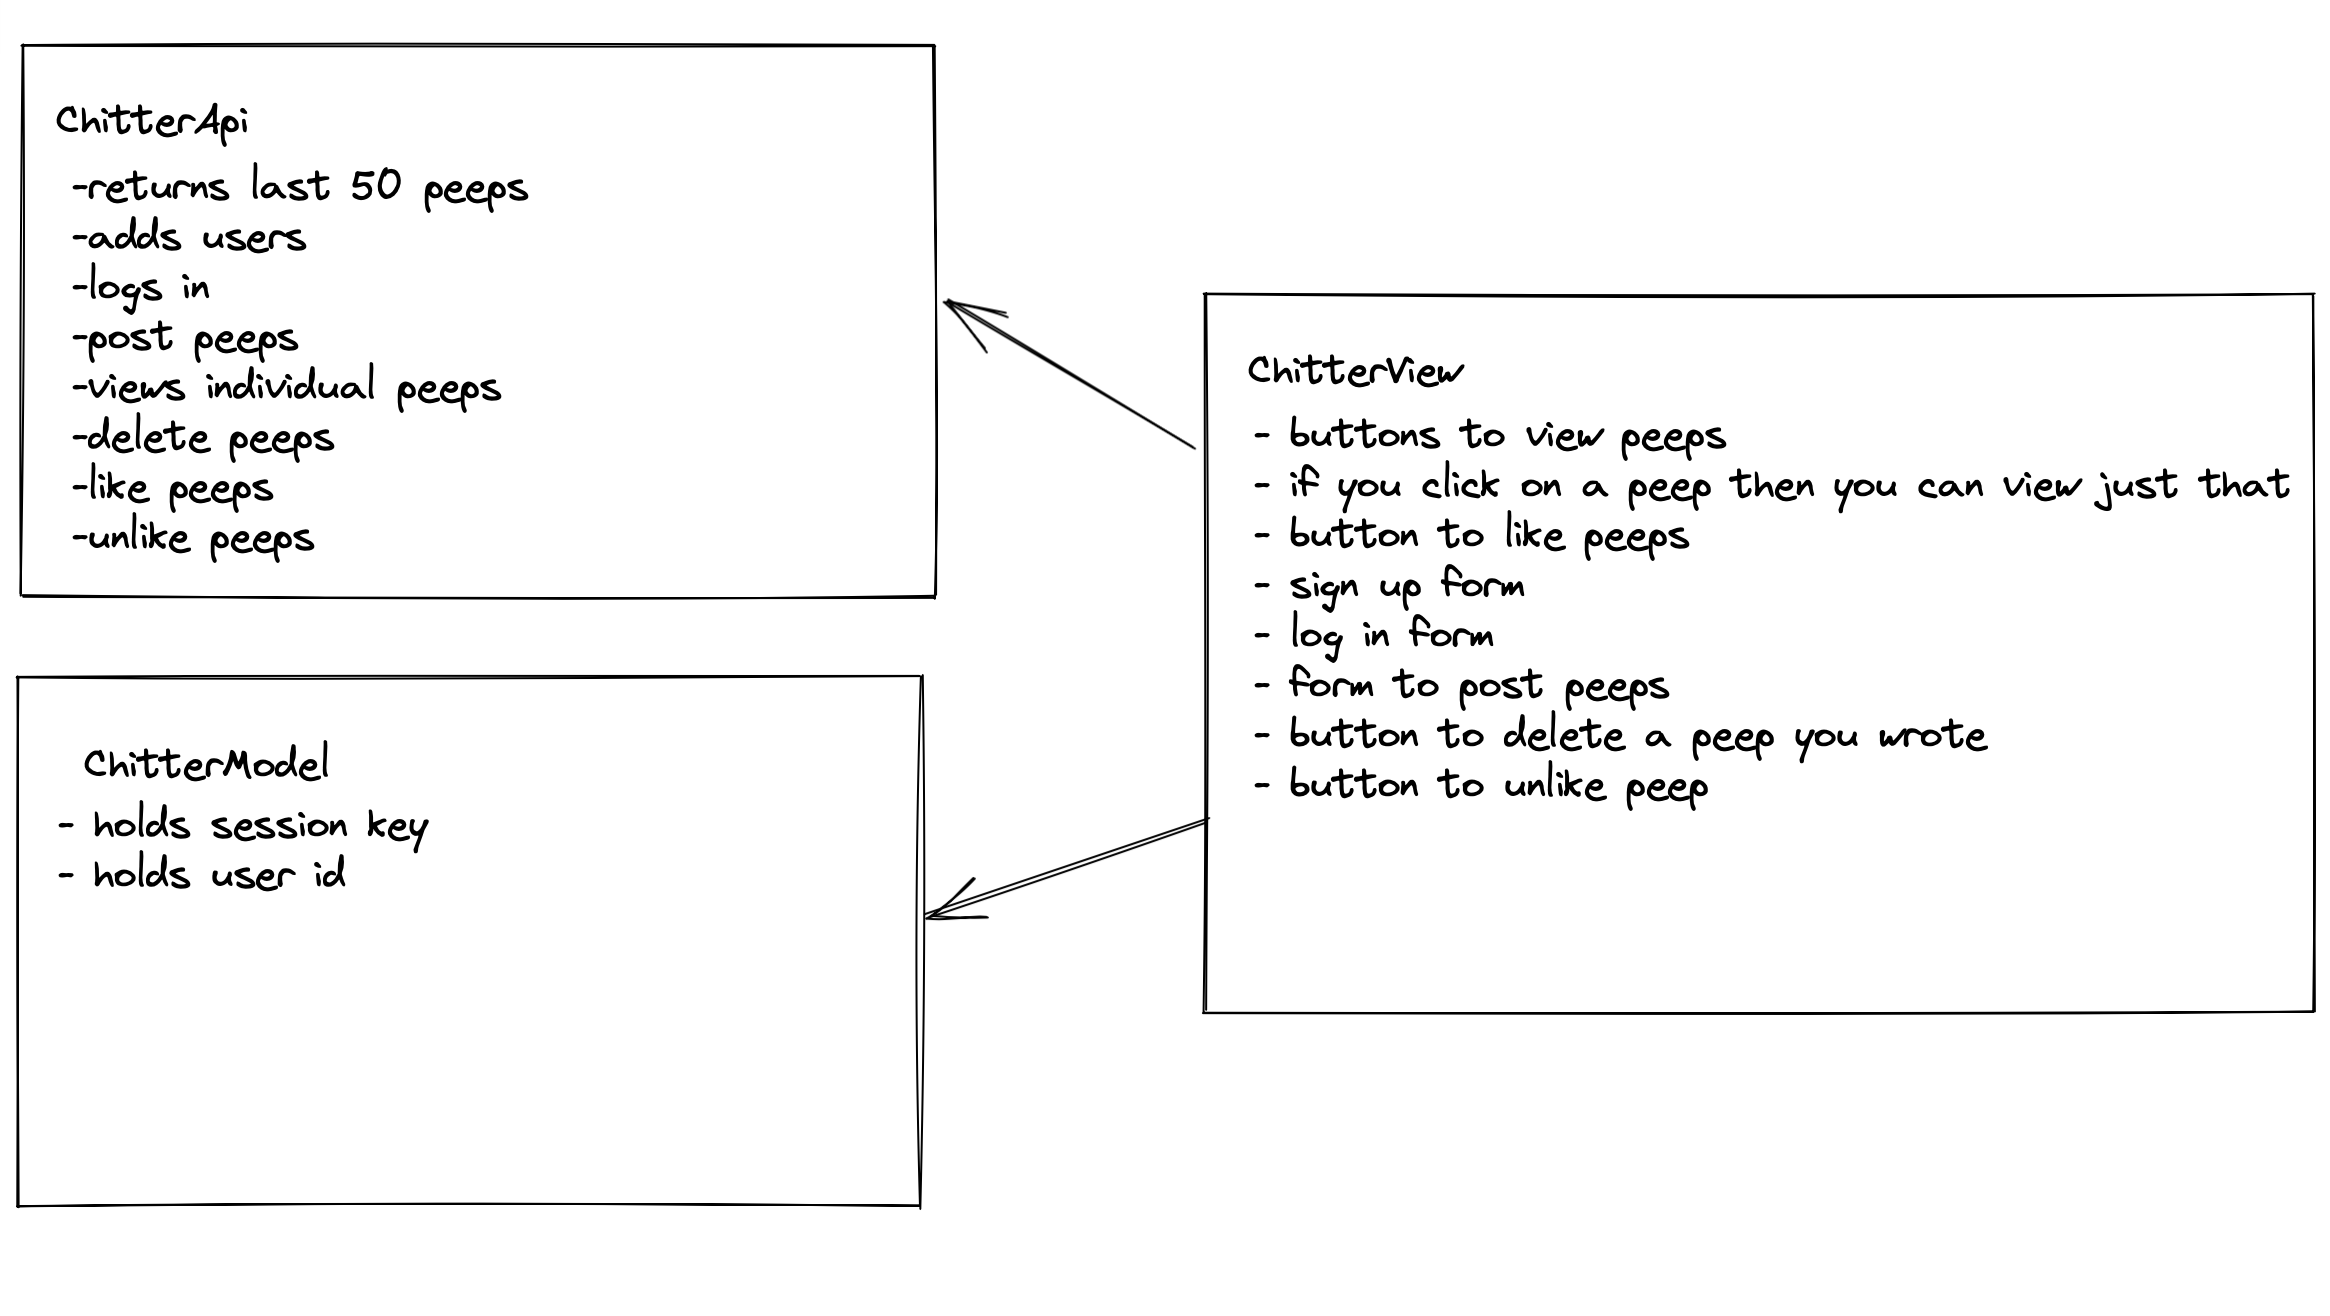 ChitterApi
-returns last 50 peeps
-adds users
-logs in
-post peeps
-views individual peeps
-delete peeps
-like peeps
-unlike peeps
ChitterModel
- holds session key
- holds user id
ChitterView
- buttons to view peeps
- if you click on a peep then you can view just that
- button to like peeps
- sign up form
- log in form
- form to post peeps
- button to delete a peep you wrote
- button to unlike peep